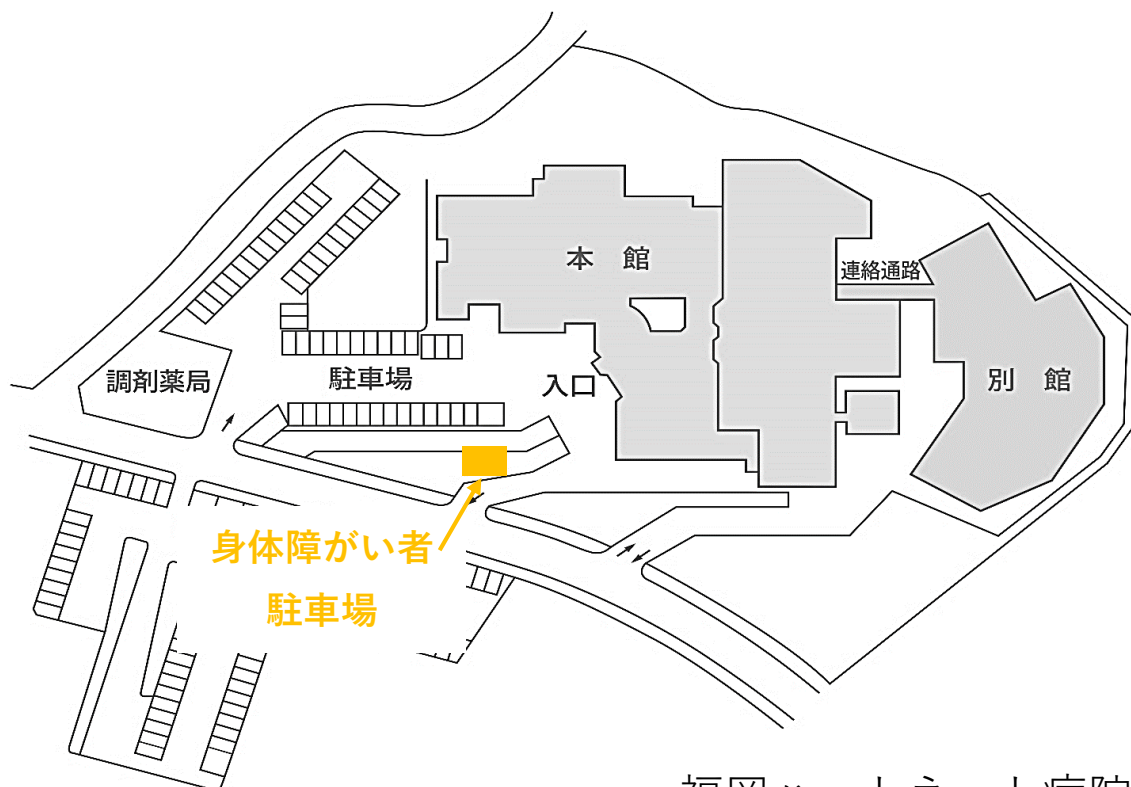 本 館
連絡通路
別 館
調剤薬局
駐車場
入口
身体障がい者
駐車場